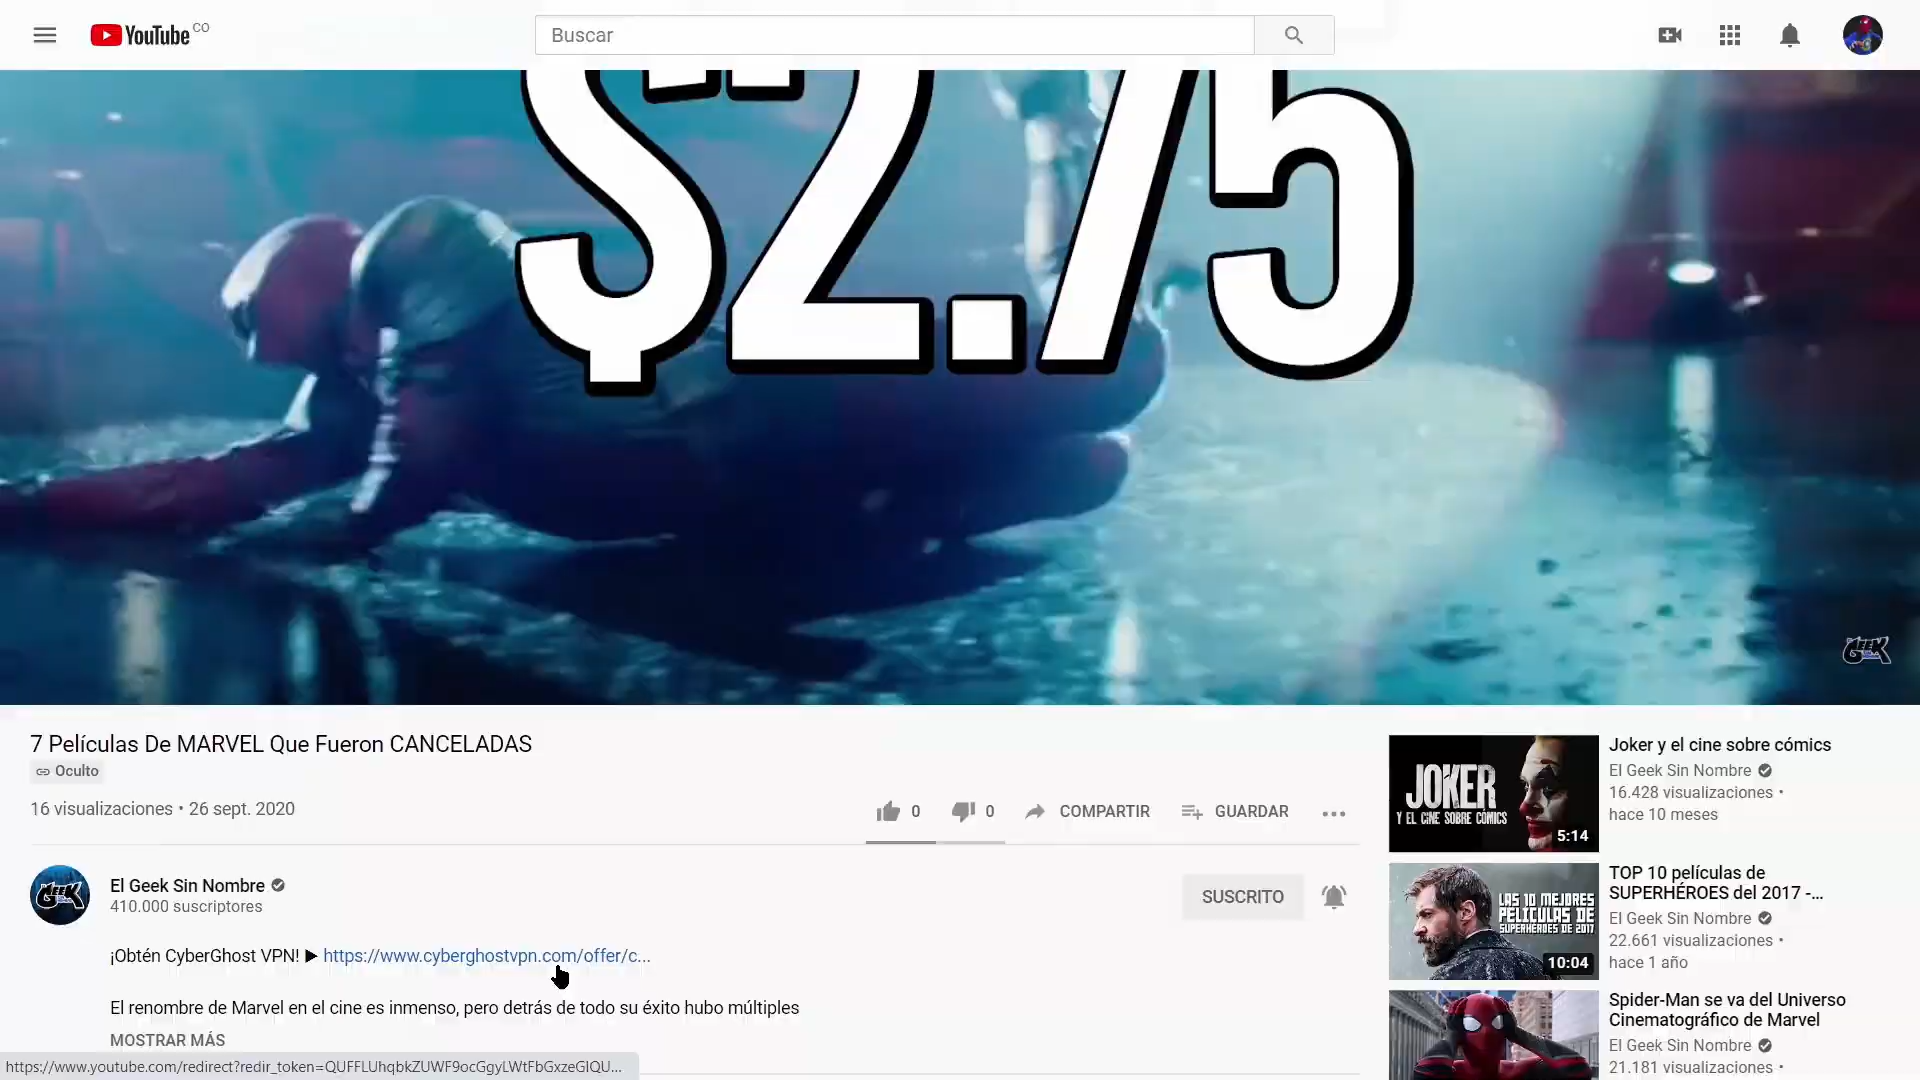 YouTube CO
Buscar
$2.75
GEEK
7 Películas De MARVEL Que Fueron CANCELADAS
Oculto
16 visualizaciones • 26 sept. 2020
0
0
COMPARTIR
GUARDAR
GEEK
El Geek Sin Nombre
410.000 suscriptores
SUSCRITO
¡Obtén CyberGhost VPN! ▶ https://www.cyberghostvpn.com/offer/c...
El renombre de Marvel en el cine es inmenso, pero detrás de todo su éxito hubo múltiples
MOSTRAR MÁS
JOKER
Y EL CINE SOBRE CÓMICS
5:14
Joker y el cine sobre cómics
El Geek Sin Nombre
16.428 visualizaciones •
hace 10 meses
LAS 10 MEJORES
PELÍCULAS DE
SUPERHÉROES DE 2017
10:04
TOP 10 películas de
SUPERHÉROES del 2017 -...
El Geek Sin Nombre
22.661 visualizaciones •
hace 1 año
Spider-Man se va del Universo
Cinematográfico de Marvel
El Geek Sin Nombre
21.181 visualizaciones •
https://www.youtube.com/redirect?redir_token=QUFFLUhqbkZUWF9ocGgyLWtFbGxzeGlQU...